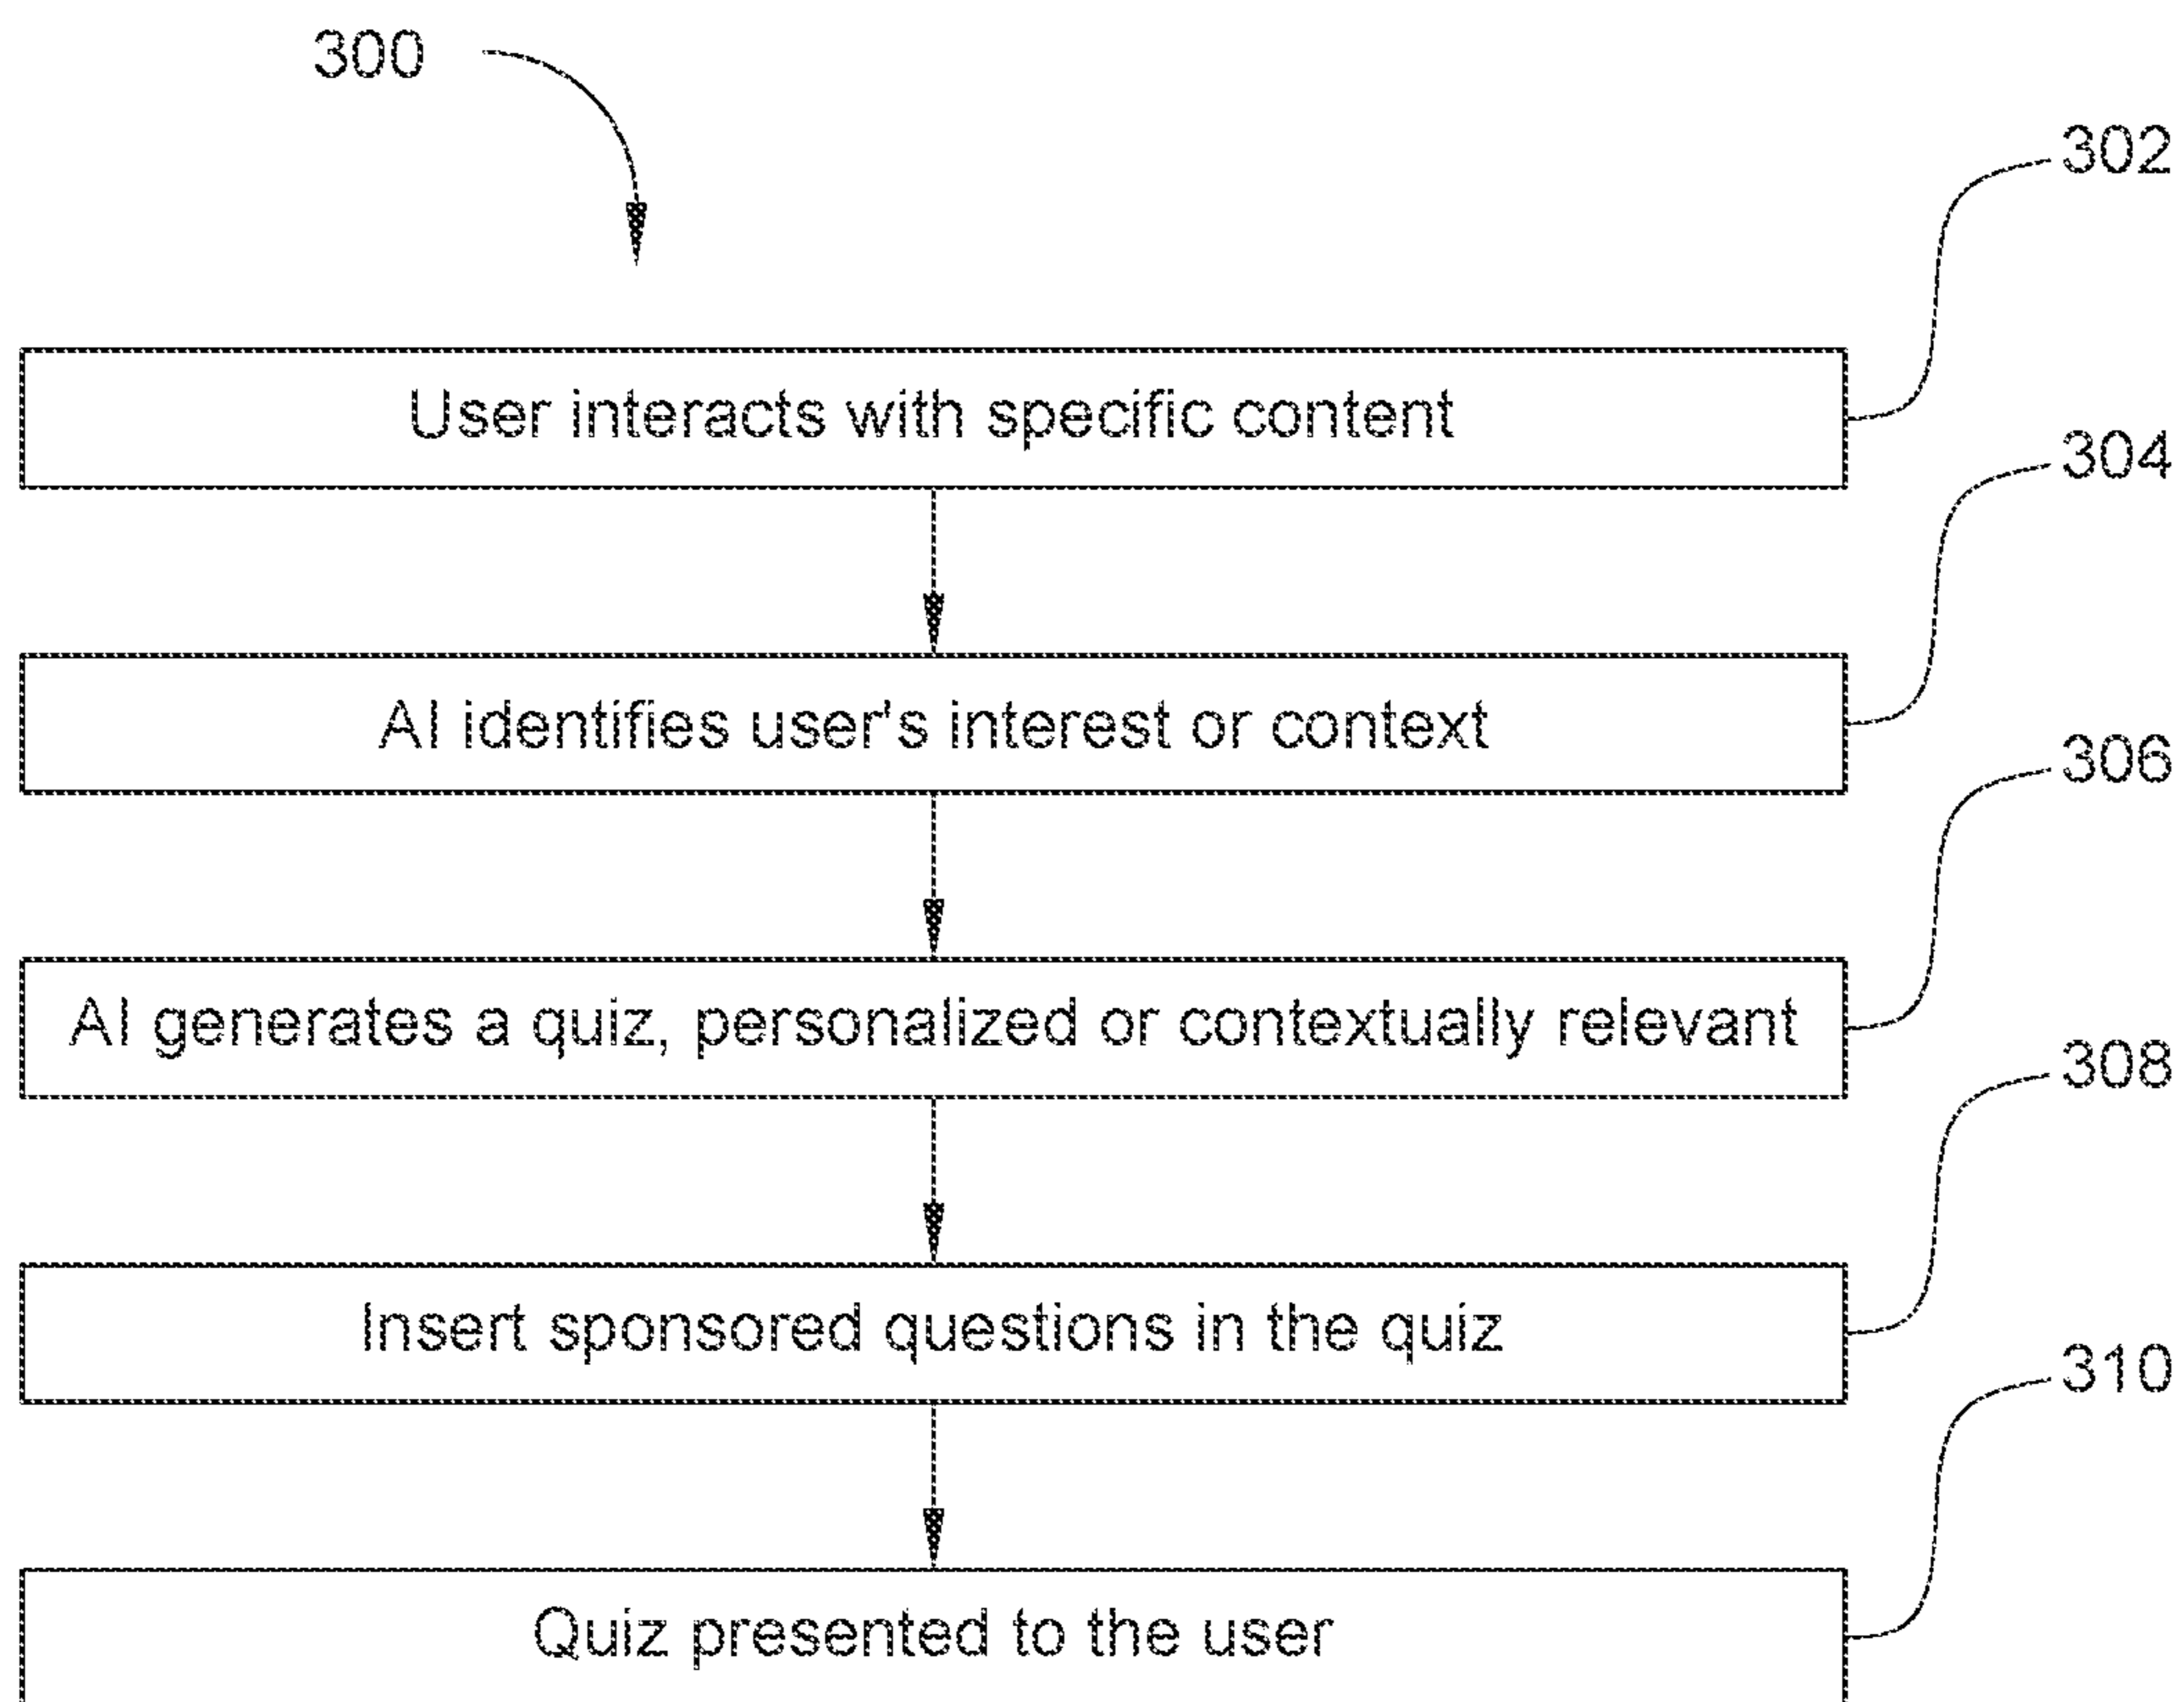 300
302
User interacts with specific content
304
AI identifies user's interest or context
306
AI generates a quiz, personalized or contextually relevant
308
Insert sponsored questions in the quiz
310
Quiz presented to the user